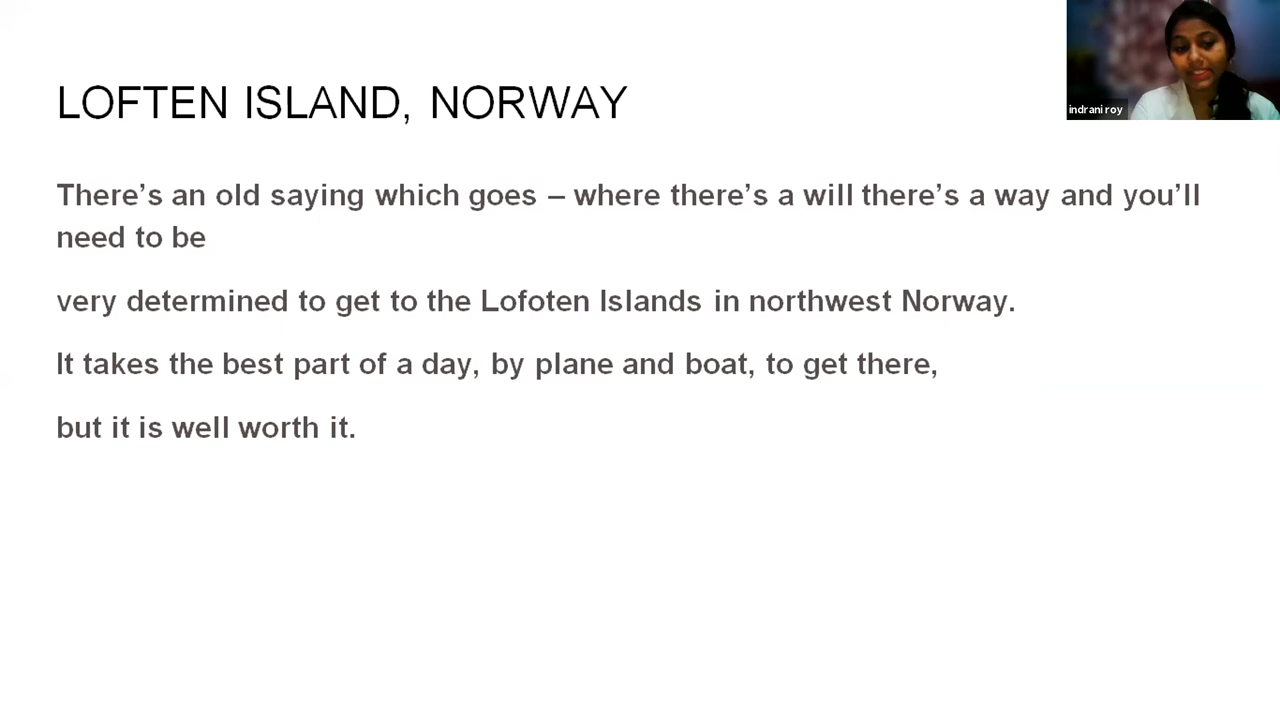 LOFTEN ISLAND, NORWAY
indrani roy
There’s an old saying which goes – where there’s a will there’s a way and you’ll
need to be
very determined to get to the Lofoten Islands in northwest Norway.
It takes the best part of a day, by plane and boat, to get there,
but it is well worth it.